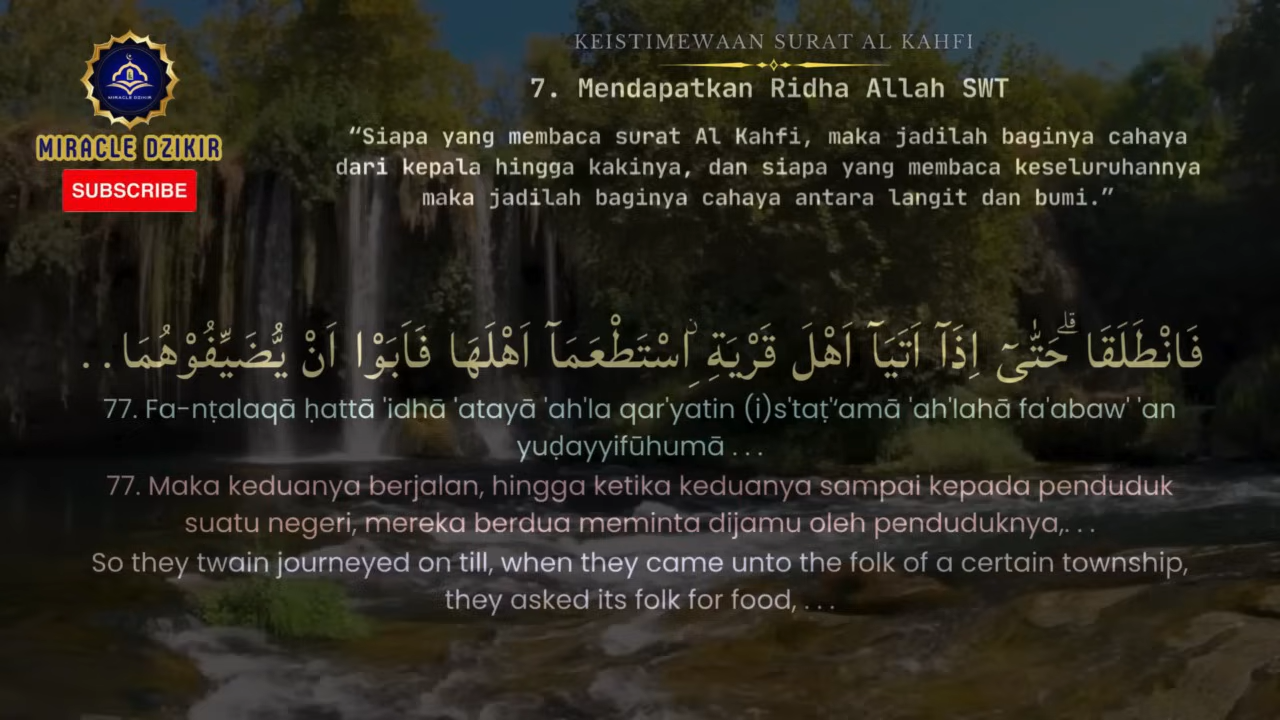 KEISTIMEWAAN SURAT AL KAHFI
7. Mendapatkan Ridha Allah SWT
MIRACLE DZIKIR
MIRACLE DZIKIR
SUBSCRIBE
“Siapa yang membaca surat Al Kahfi, maka jadilah baginya cahaya
dari kepala hingga kakinya, dan siapa yang membaca keseluruhannya
maka jadilah baginya cahaya antara langit dan bumi.”
فَانْطَلَقَا ۗحَتّٰىٓ اِذَآ اَتَيَآ اَهْلَ قَرْيَةِ ِۨاسْتَطْعَمَآ اَهْلَهَا فَاَبَوْا اَنْ يُّضَيِّفُوْهُمَا . .
77. Fa-nṭalaqā ḥattā 'idhā 'atayā 'ah'la qar'yatin (i)s'taṭ'‘amā 'ah'lahā fa'abaw' 'an
yuḍayyifūhumā . . .
77. Maka keduanya berjalan, hingga ketika keduanya sampai kepada penduduk
suatu negeri, mereka berdua meminta dijamu oleh penduduknya,. . .
So they twain journeyed on till, when they came unto the folk of a certain township,
they asked its folk for food, . . .